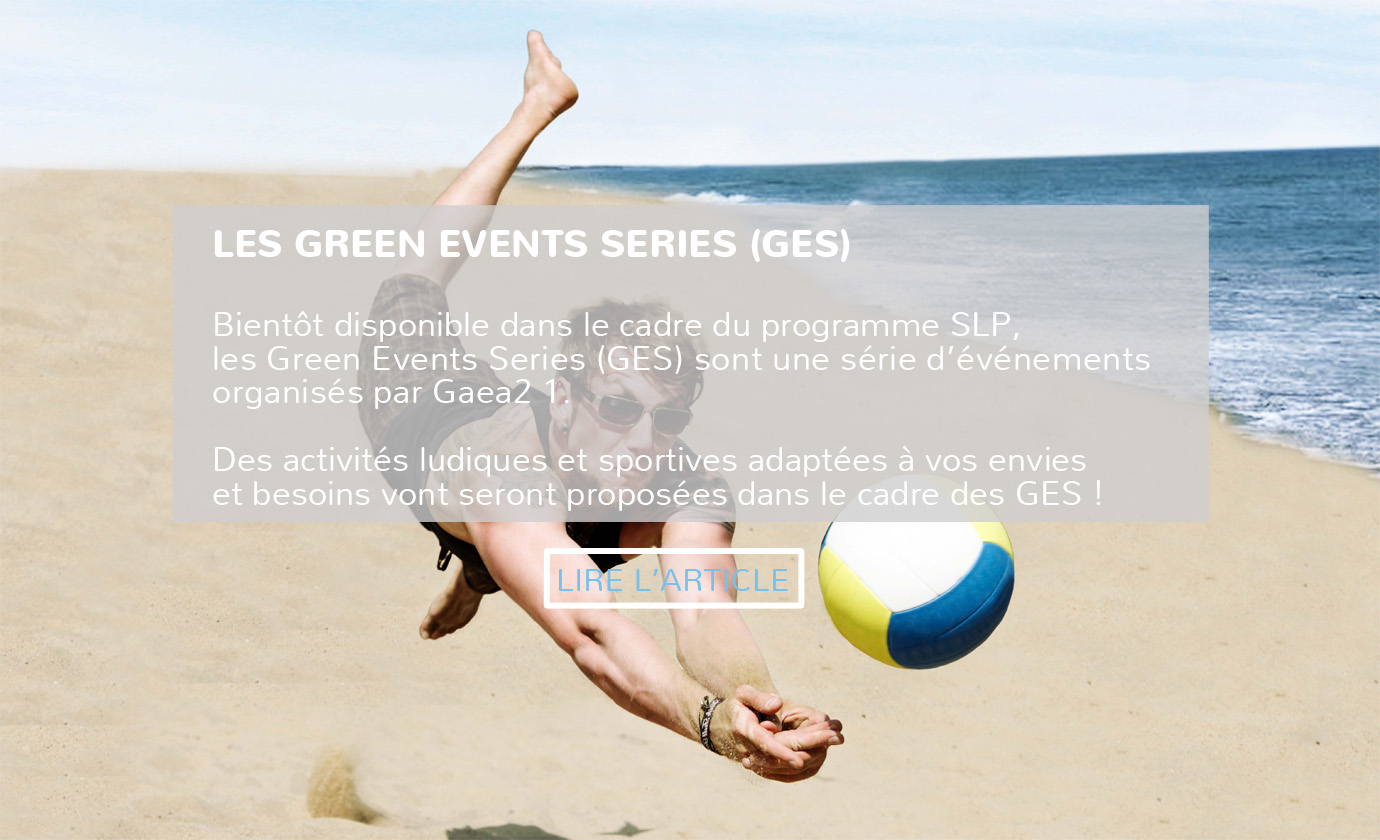 LES GREEN EVENTS SERIES (GES)
Bientôt disponible dans le cadre du programme SLP,
les Green Events Series (GES) sont une série d'événements
organisés par Gaea2 1.
Des activités ludiques et sportives adaptées à vos envies
et besoins vont seront proposées dans le cadre des GES !
LIRE L'ARTICLE